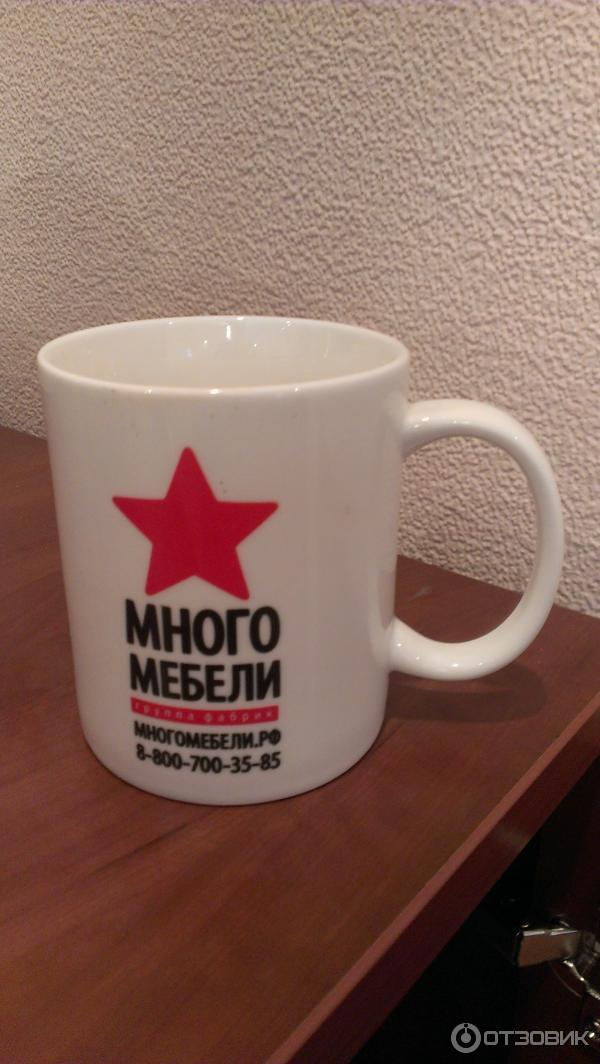 МНОГО
МЕБЕЛИ
группа фабрик
МНОГОМЕБЕЛИ.РФ
8-800-700-35-85
ОТЗОВИК